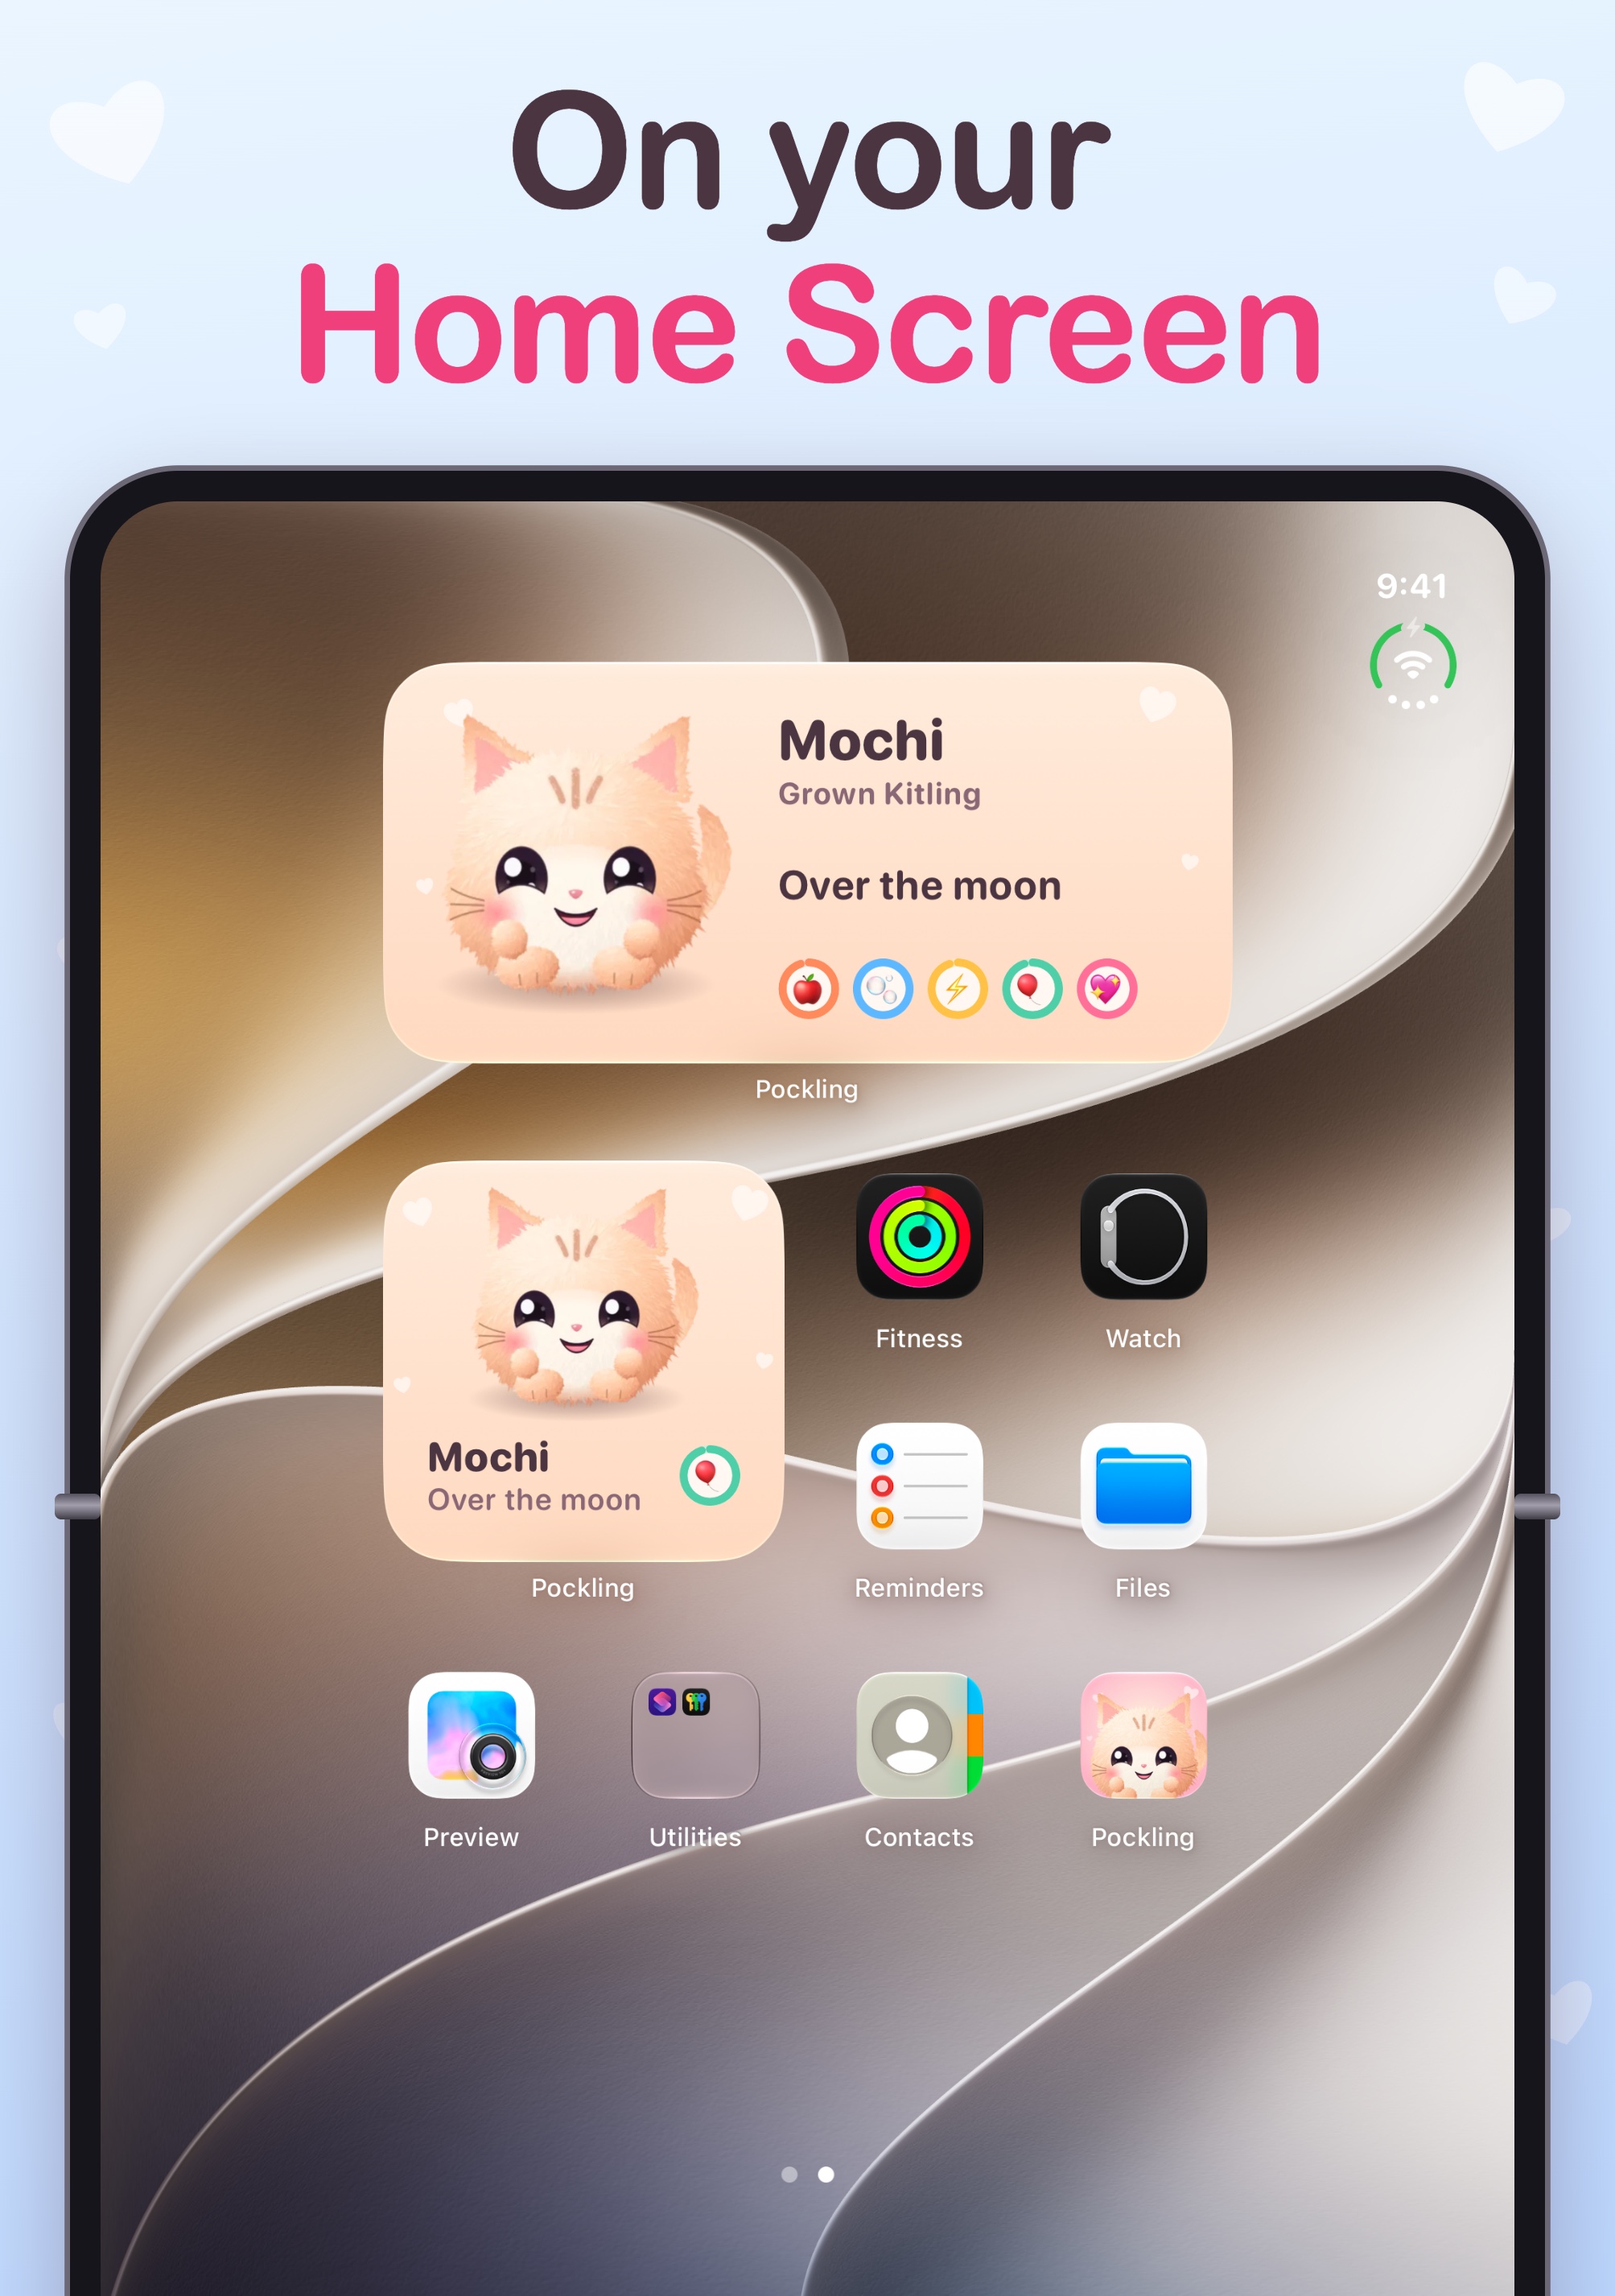 On your
Home Screen
9:41
Mochi
Grown Kitling
Over the moon
Pockling
Mochi
Over the moon
Pockling
Fitness
Watch
Reminders
Files
Preview
Utilities
Contacts
Pockling